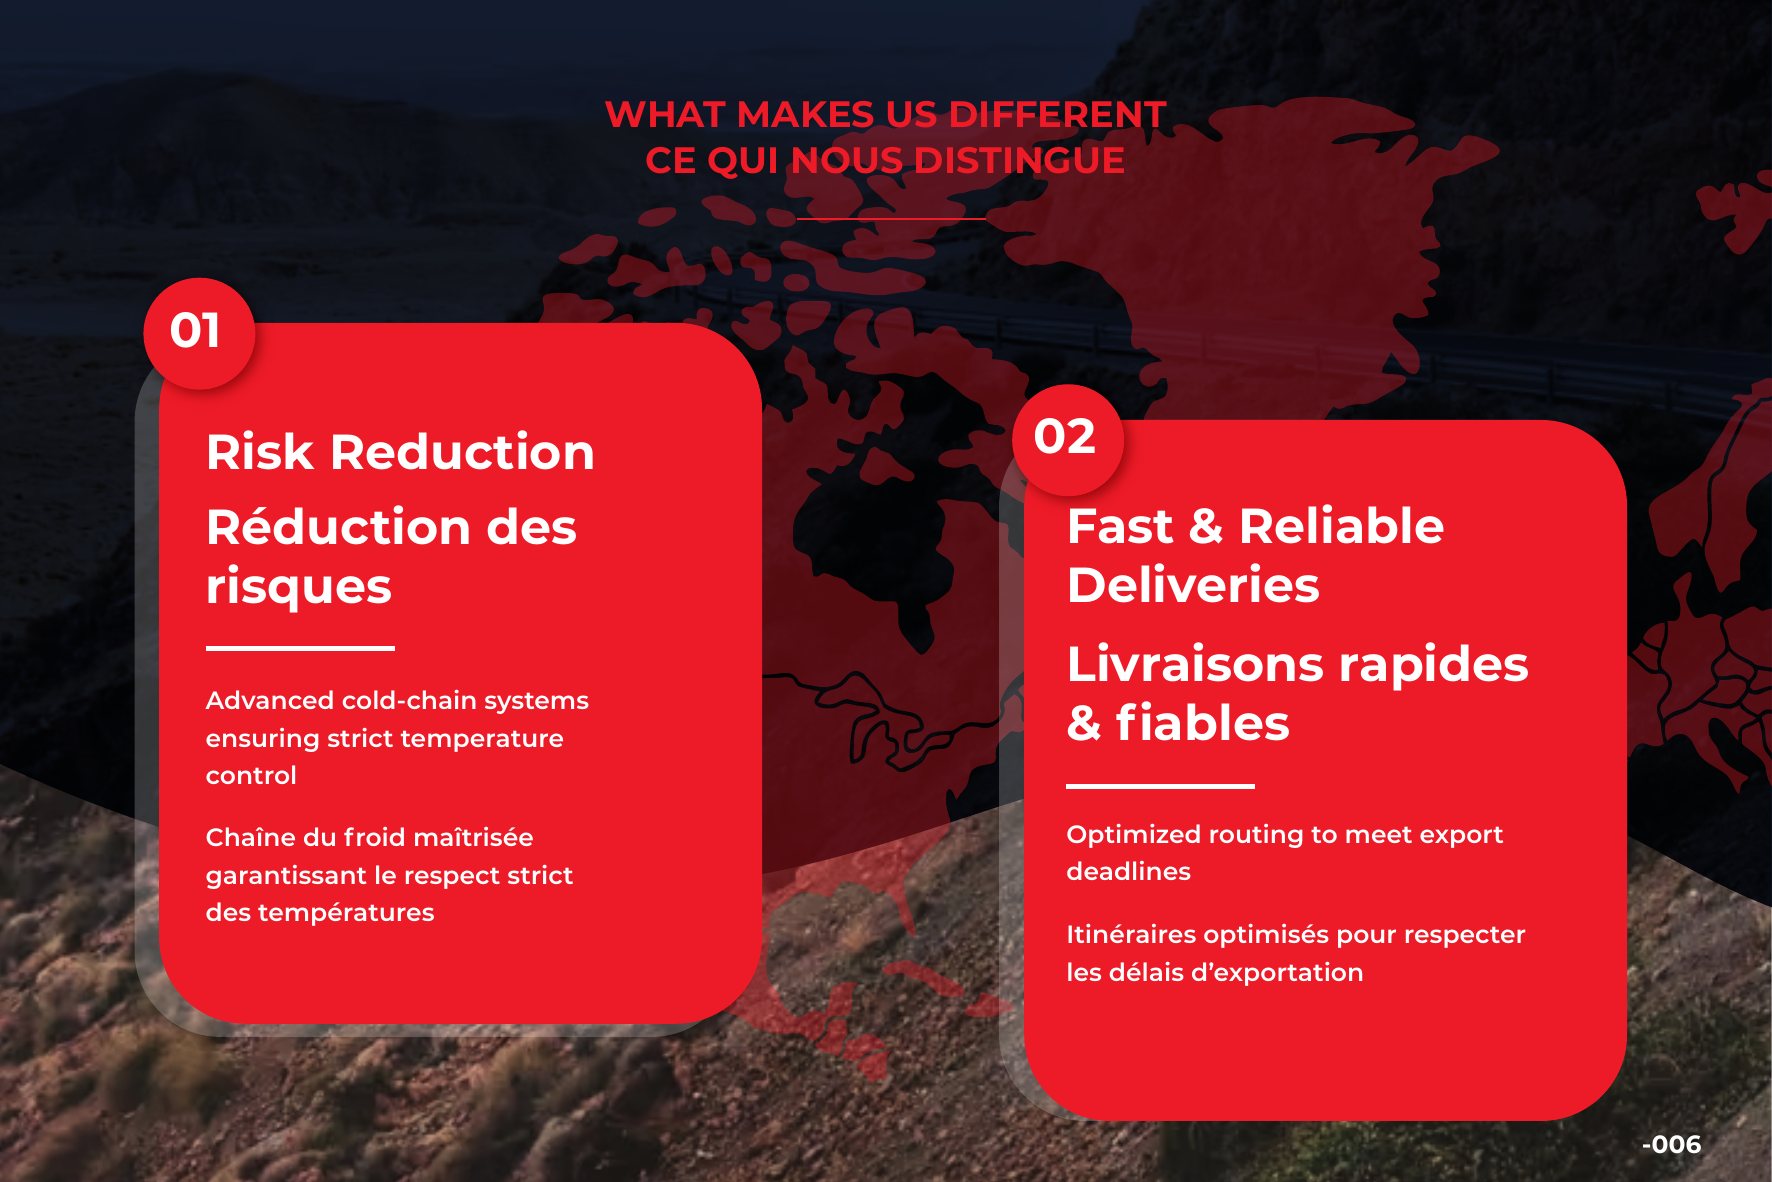 WHAT MAKES US DIFFERENT
CE QUI NOUS DISTINGUE
01
Risk Reduction
Réduction des
risques
Advanced cold-chain systems
ensuring strict temperature
control
Chaîne du froid maîtrisée
garantissant le respect strict
des températures
02
Fast & Reliable
Deliveries
Livraisons rapides
& fiables
Optimized routing to meet export
deadlines
Itinéraires optimisés pour respecter
les délais d’exportation
-006